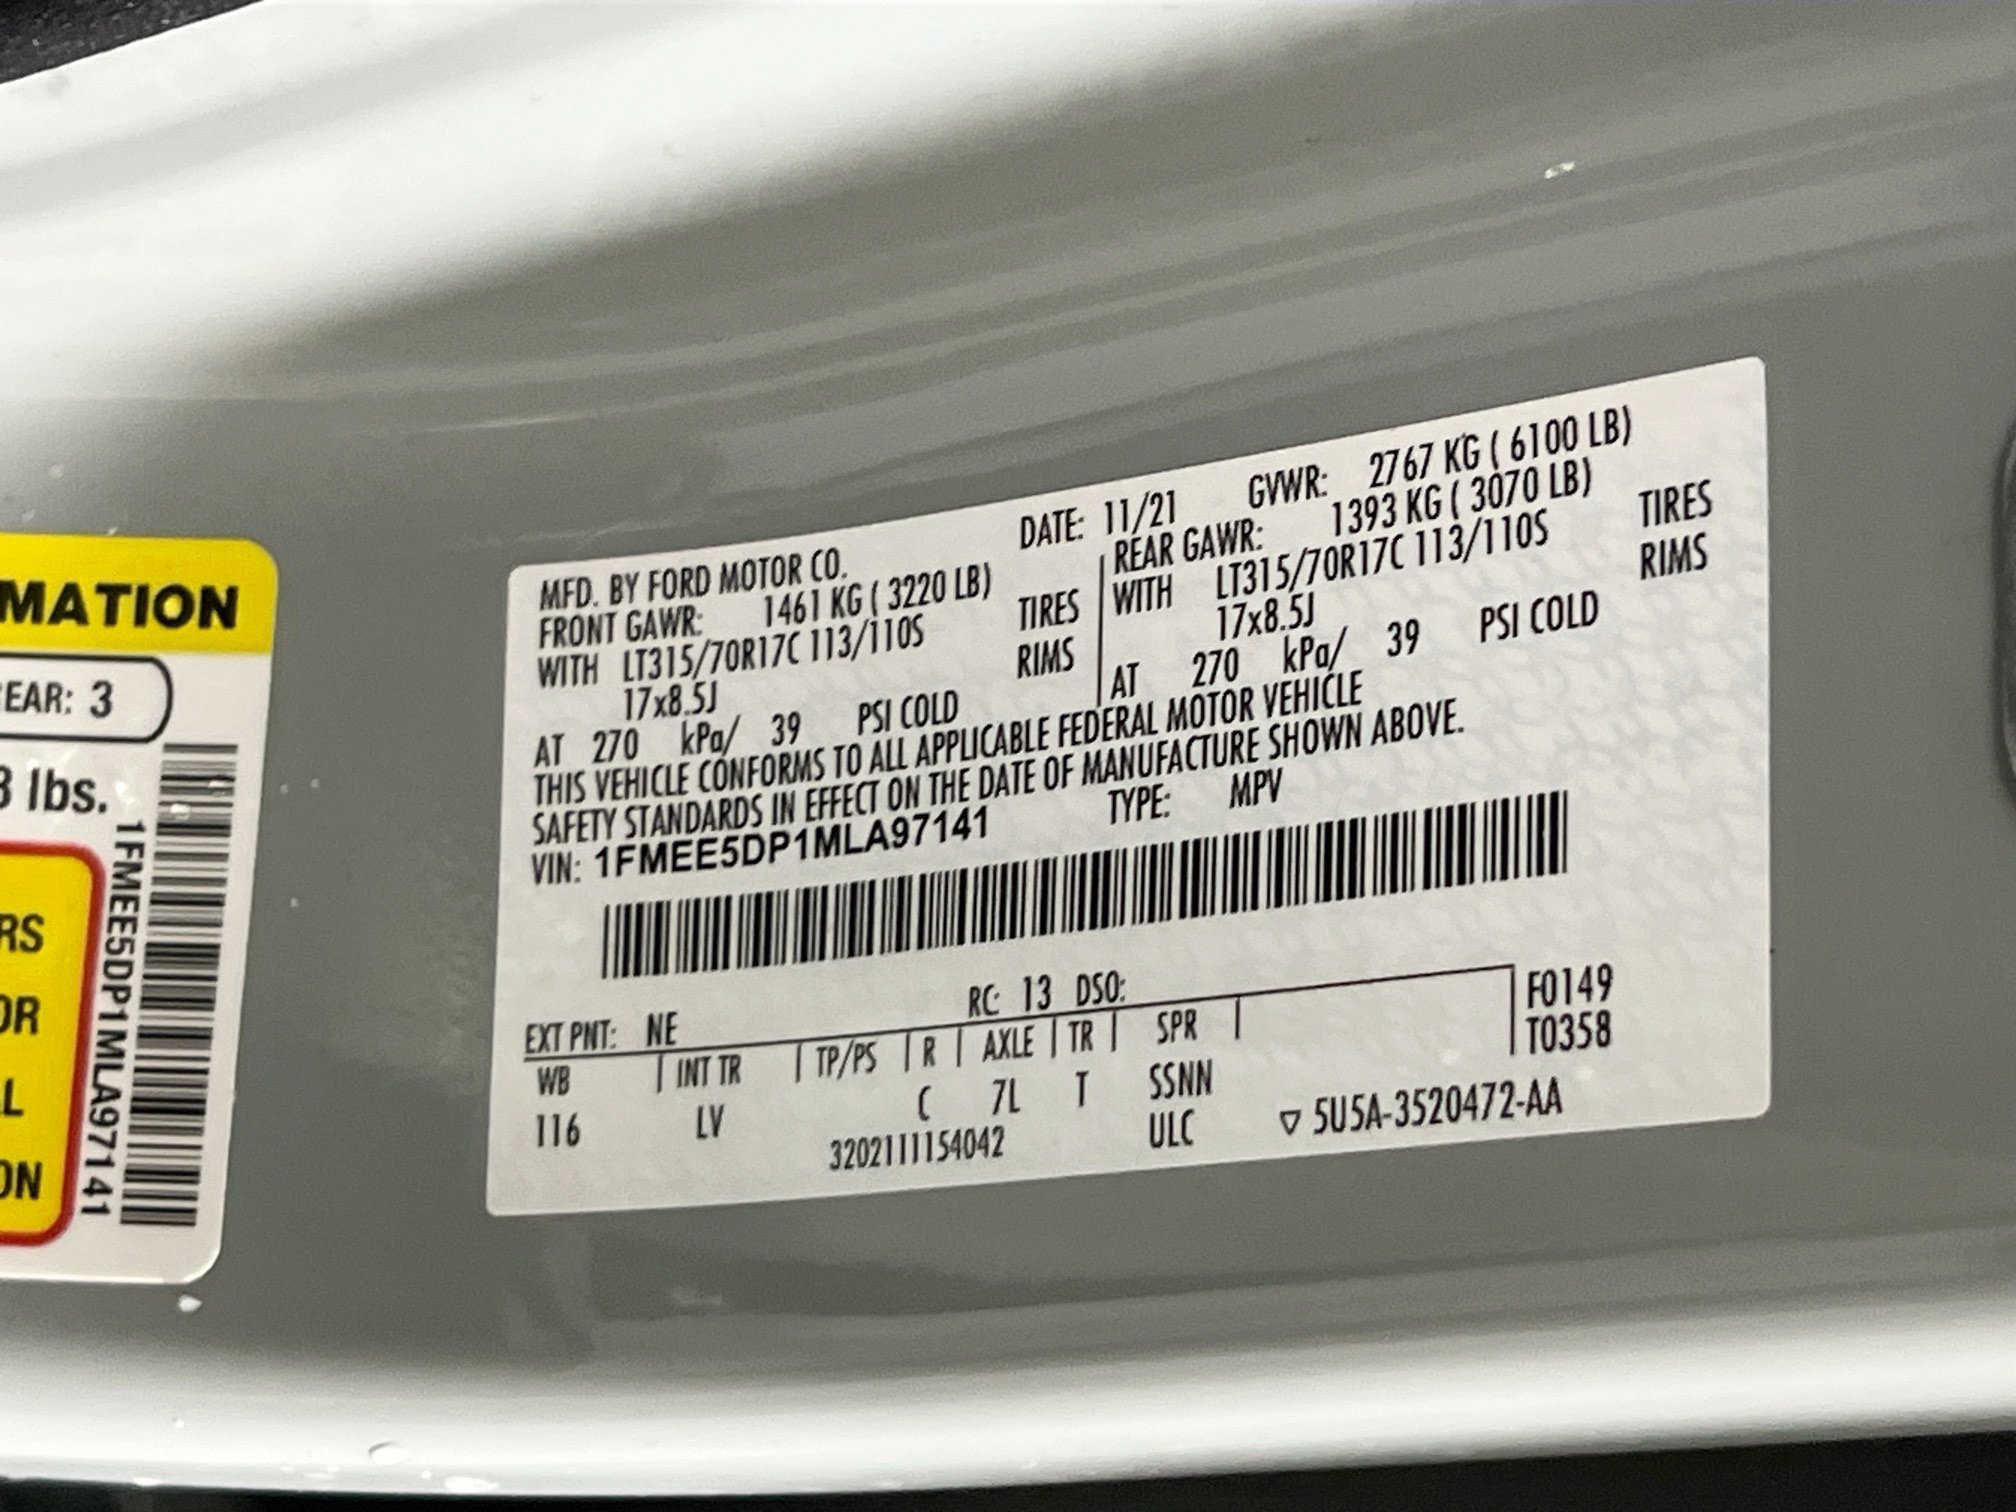 MATION
EAR: 3
lbs.
RS
OR
L
ON
1FMEE5DP1MLA97141
MFD. BY FORD MOTOR CO. DATE: 11/21 GVWR: 2767 KG ( 6100 LB)
FRONT GAWR: 1461 KG ( 3220 LB) REAR GAWR: 1393 KG ( 3070 LB)
WITH LT315/70R17C 113/110S TIRES WITH LT315/70R17C 113/110S TIRES
17x8.5J RIMS 17x8.5J RIMS
AT 270 kPa/ 39 PSI COLD AT 270 kPa/ 39 PSI COLD
THIS VEHICLE CONFORMS TO ALL APPLICABLE FEDERAL MOTOR VEHICLE
SAFETY STANDARDS IN EFFECT ON THE DATE OF MANUFACTURE SHOWN ABOVE.
VIN: 1FMEE5DP1MLA97141 TYPE: MPV
EXT PNT: NE RC: 13 DSO: F0149
WB INT TR TP/PS R AXLE TR SPR T0358
116 LV C 7L T SSNN
3202111154042 ULC ▽ 5U5A-3520472-AA